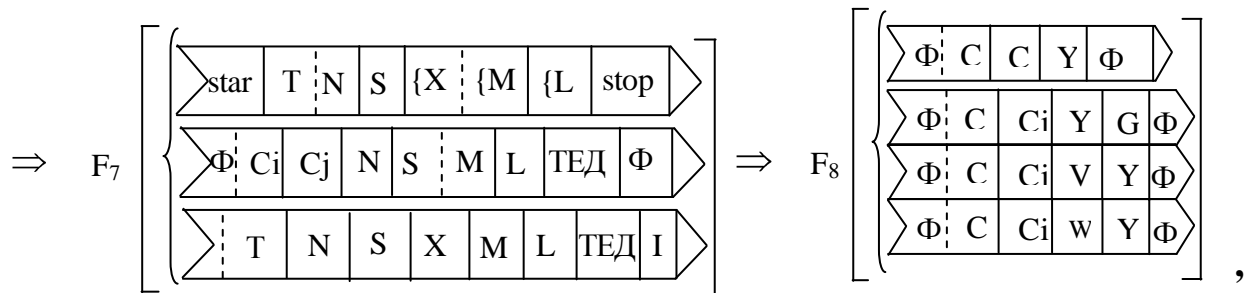 star T N S {X {M {L stop
Ф C C Y Ф
⇒ F7 Ф Ci Cj N S M L ТЕД Ф ⇒ F8 Ф C Ci Y G Ф
Ф C Ci V Y Ф
T N S X M L ТЕД I Ф C Ci W Y Ф ,